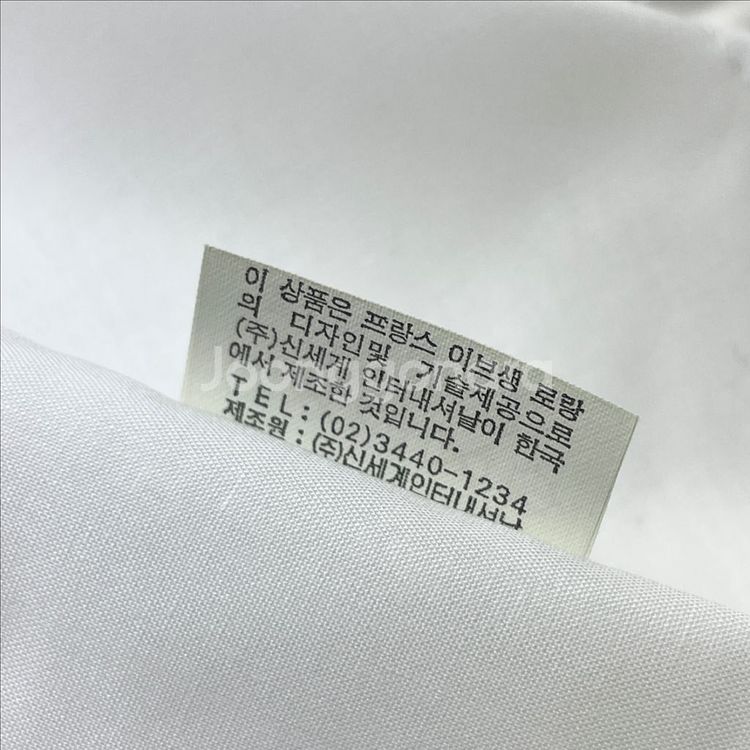 이 상품은 프랑스 이브생 로랑
의 디자인및 기술제공으로
(주)신세계 인터내셔날이 한국
에서 제조한 것입니다.
TEL:(02)3440-1234
제조원:(주)신세계인터내셔날
Joonggonara